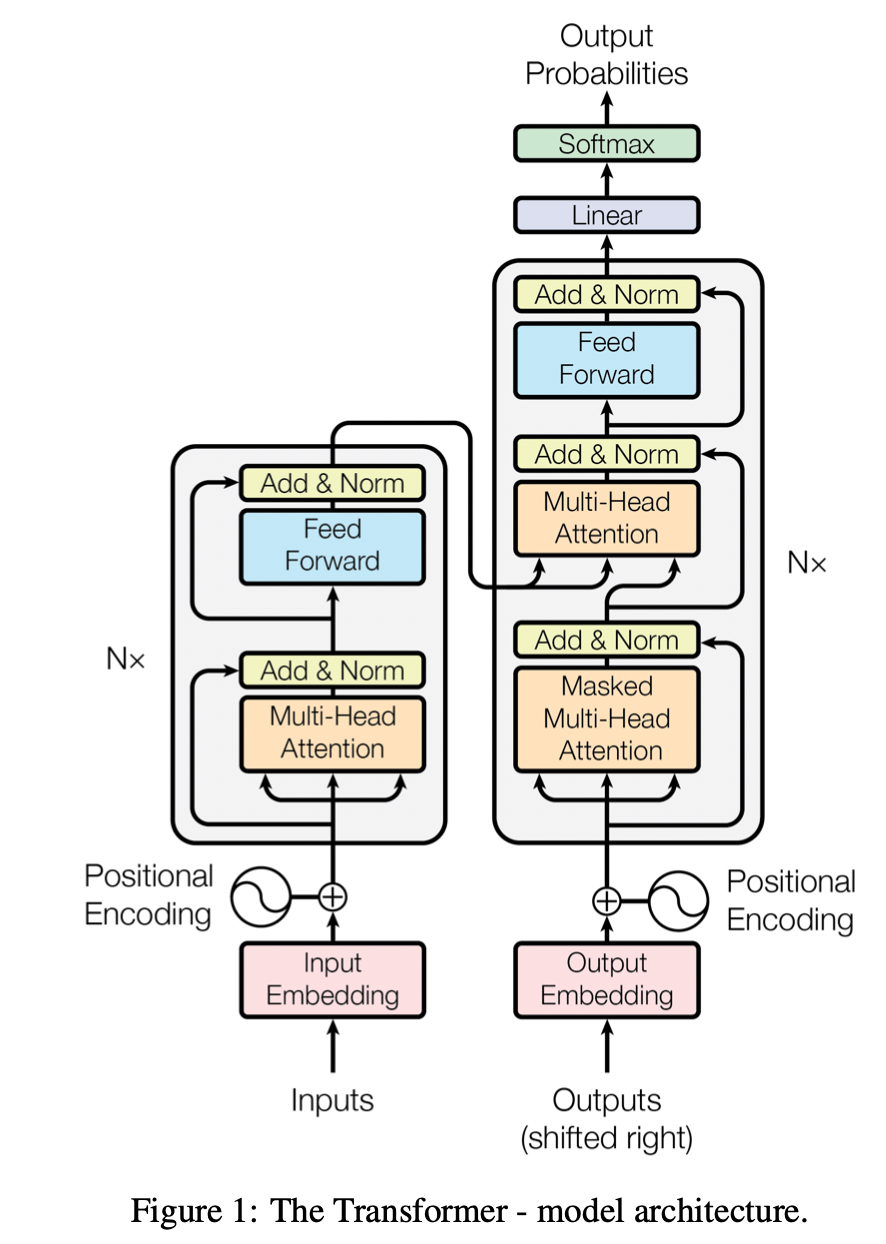 Output
Probabilities
Softmax
Linear
Add & Norm
Feed
Forward
Add & Norm
Multi-Head
Attention
Add & Norm
Masked
Multi-Head
Attention
N×
Add & Norm
Feed
Forward
Add & Norm
Multi-Head
Attention
N×
Positional
Encoding
Positional
Encoding
Input
Embedding
Output
Embedding
Inputs
Outputs
(shifted right)
Figure 1: The Transformer - model architecture.